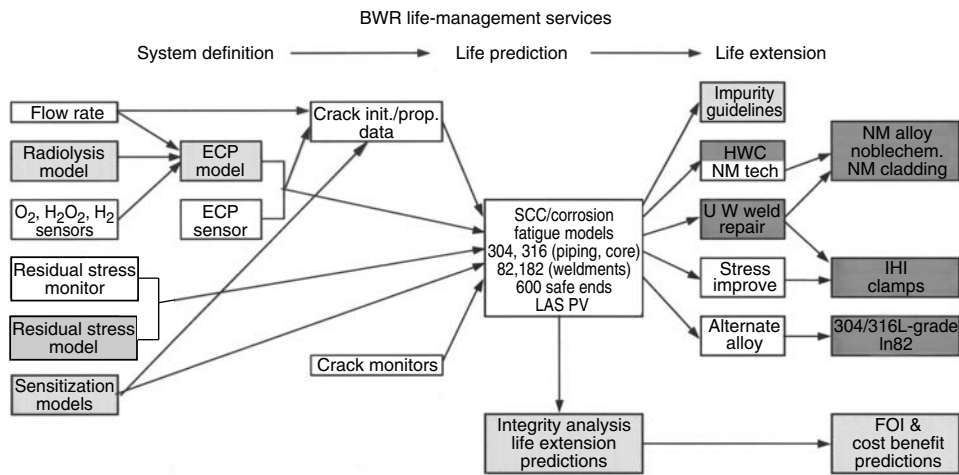 BWR life-management services
System definition
Life prediction
Life extension
Flow rate
Radiolysis model
O₂, H₂O₂, H₂
sensors
Residual stress
monitor
Residual stress
model
Sensitization
models
ECP
model
ECP
sensor
Crack init./prop.
data
Crack monitors
SCC/corrosion
fatigue models
304, 316 (piping, core)
82,182 (weldments)
600 safe ends
LAS PV
Integrity analysis
life extension
predictions
Impurity
guidelines
HWC
NM tech
U W weld
repair
Stress
improve
Alternate
alloy
NM alloy
noblechem.
NM cladding
IHI
clamps
304/316L-grade
ln82
FOI &
cost benefit
predictions